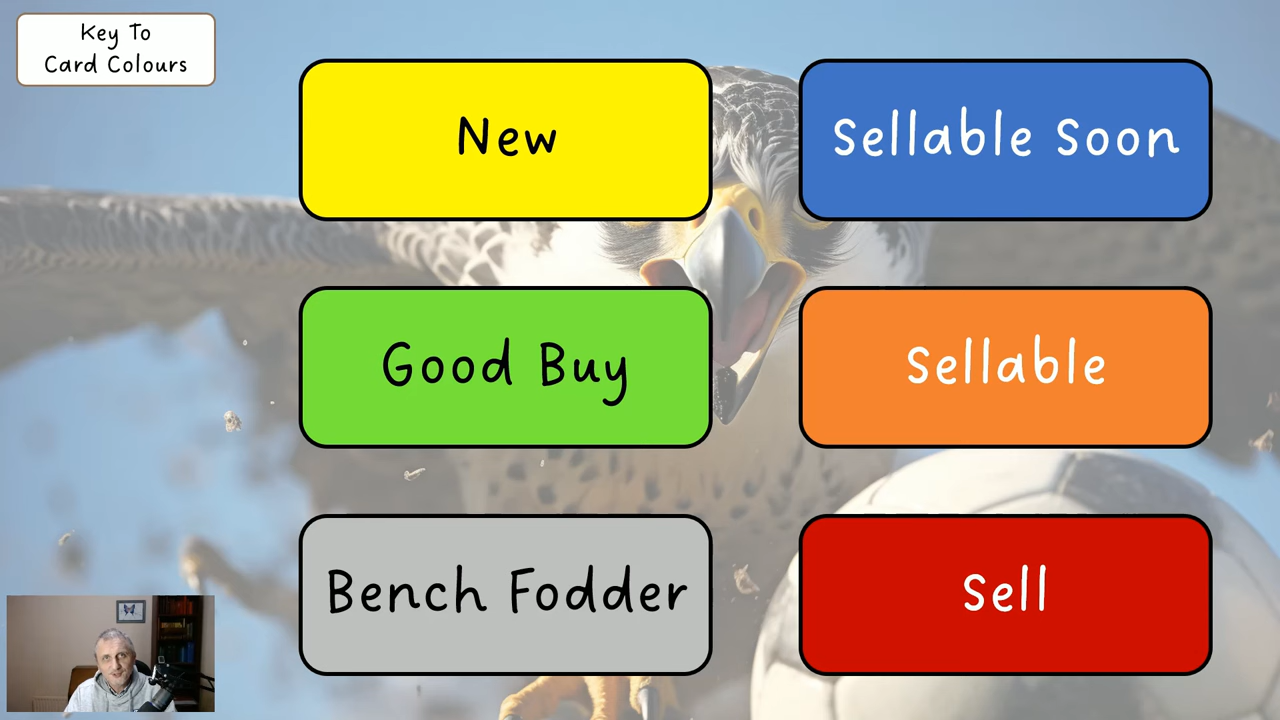 Key To
Card Colours
New
Sellable Soon
Good Buy
Sellable
Bench Fodder
Sell